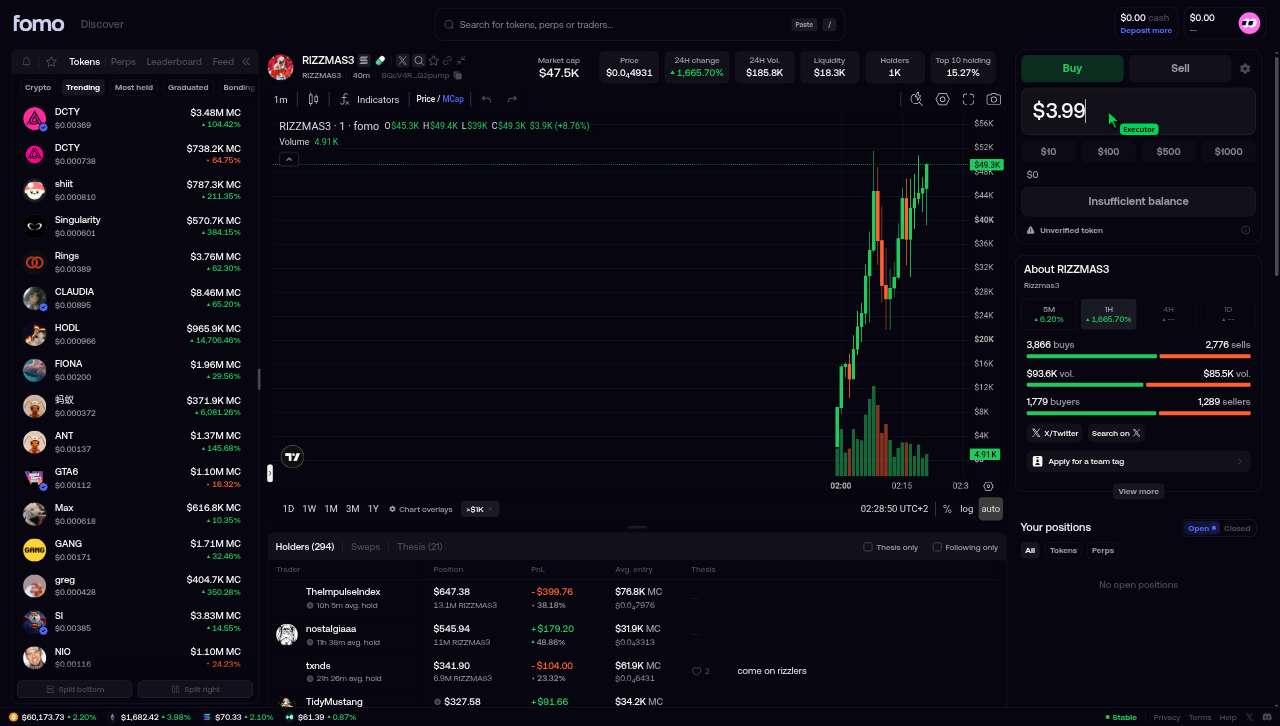 fomo
Discover
Search for tokens, perps or traders...
Paste
/
$0.00 cash
Deposit more
$0.00
Tokens Perps Leaderboard Feed
Crypto Trending Most held Graduated Bonding
DCTY $3.48M MC
$0.00369 104.42%
DCTY $738.2K MC
$0.000738 64.75%
shiit $787.3K MC
$0.000810 211.35%
Singularity $570.7K MC
$0.000601 384.15%
Rings $3.76M MC
$0.00389 62.30%
CLAUDIA $8.46M MC
$0.00895 65.20%
HODL $965.9K MC
$0.000966 14,706.46%
FIONA $1.96M MC
$0.00200 29.56%
蚂蚁 $371.9K MC
$0.000372 6,081.26%
ANT $1.37M MC
$0.00137 145.68%
GTA6 $1.10M MC
$0.00112 16.32%
Max $616.8K MC
$0.000618 10.35%
GANG $1.71M MC
$0.00171 32.46%
greg $404.7K MC
$0.000428 350.28%
SI $3.83M MC
$0.00385 14.55%
NIO $1.10M MC
$0.00116 24.23%
Split bottom Split right
RIZZMAS3
RIZZMAS3 40m
Market cap
$47.5K
Price
$0.0₄4931
24H change
1,665.70%
24H Vol.
$185.8K
Liquidity
$18.3K
Holders
1K
Top 10 holding
15.27%
1m Indicators Price / MCap
RIZZMAS3 · 1 · fomo O$45.3K H$49.4K L$39K C$49.3K $3.9K (+8.76%)
Volume 4.91K
$56K
$52K
$49.3K
$48K
$44K
$40K
$36K
$32K
$28K
$24K
$20K
$16K
$12K
$8K
$4K
4.91K
02:00 02:15 02:3
1D 1W 1M 3M 1Y Chart overlays >$1K
02:28:50 UTC+2 % log auto
Holders (294) Swaps Thesis (21)
Thesis only Following only
Trader Position PnL Avg. entry Thesis
TheImpulseIndex $647.38 -$399.76 $76.8K MC
10h 5m avg. hold 13.1M RIZZMAS3 38.18% $0.0₄7976
nostalgiaaa $545.94 +$179.20 $31.9K MC
11h 38m avg. hold 11M RIZZMAS3 48.86% $0.0₄3313
txnds $341.90 -$104.00 $61.9K MC
21h 26m avg. hold 6.9M RIZZMAS3 23.32% $0.0₄6431
2 come on rizzlers
TidyMustang $327.58 +$91.66 $34.2K MC
Buy Sell
$3.99
Executor
$10 $100 $500 $1000
$0
Insufficient balance
Unverified token
About RIZZMAS3
Rizzmas3
5M 1H 4H 1D
6.20% 1,665.70% -- --
3,866 buys 2,776 sells
$93.6K vol. $85.5K vol.
1,779 buyers 1,289 sellers
X/Twitter Search on X
Apply for a team tag
View more
Your positions
Open Closed
All Tokens Perps
No open positions
$60,173.73 2.20% $1,682.42 3.98% $70.33 2.10% $61.39 0.87%
Stable Privacy Terms Help